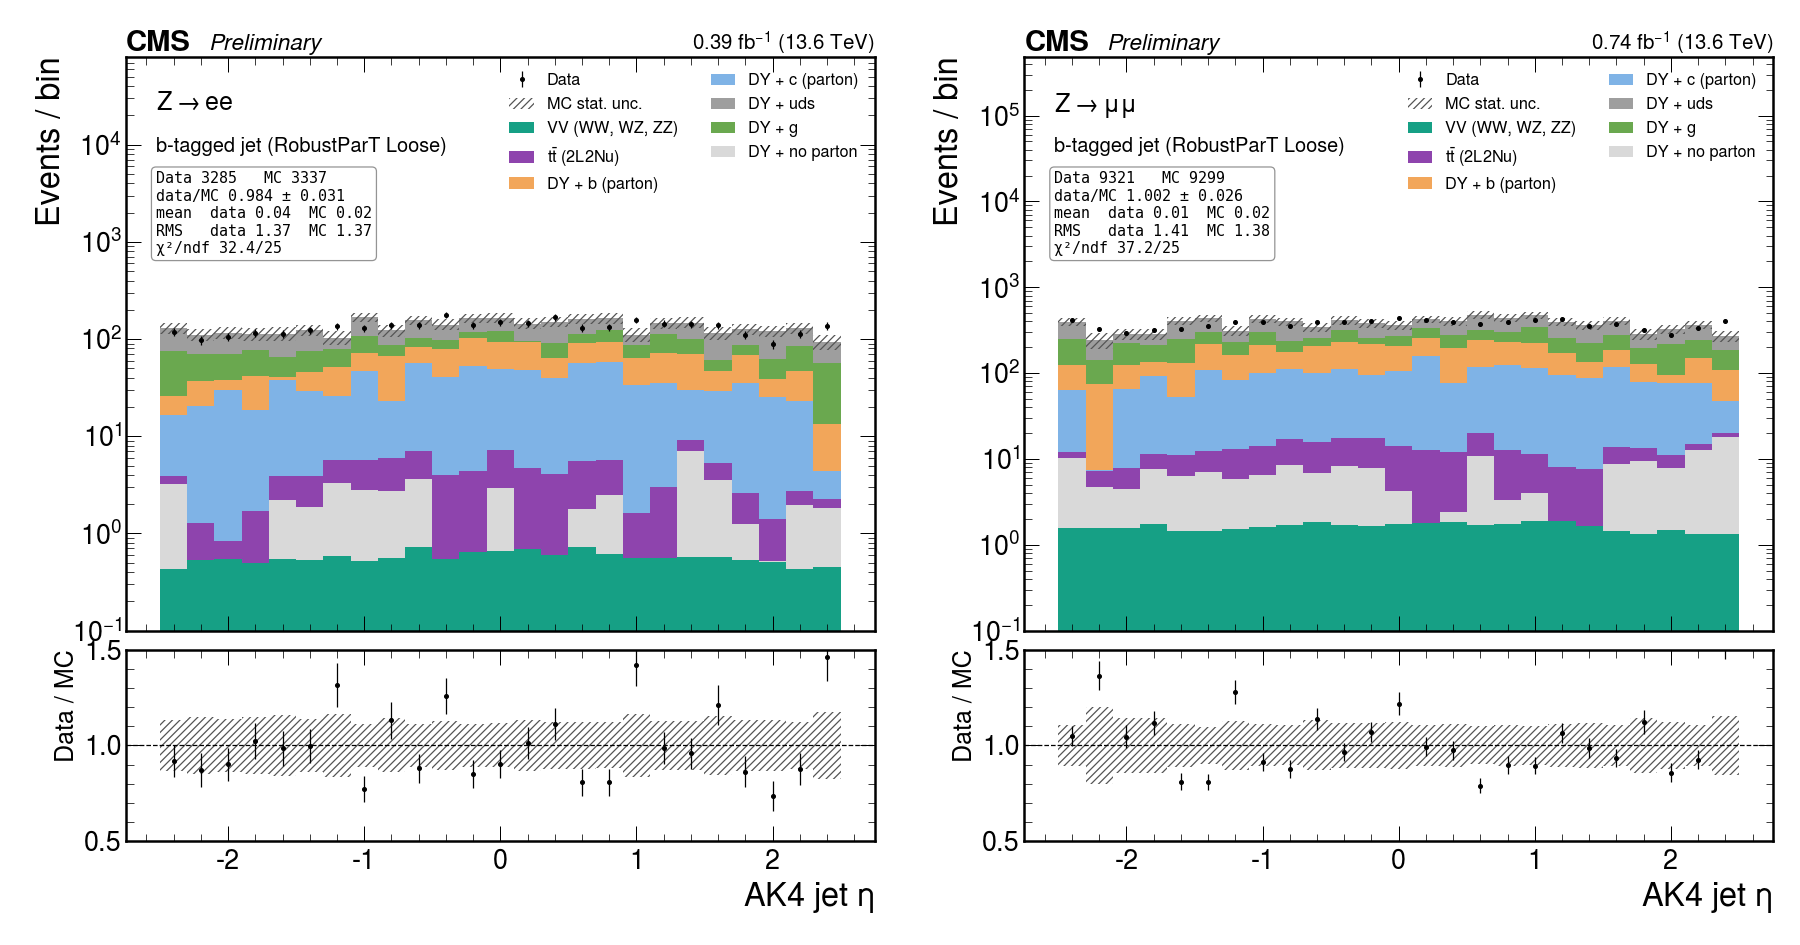 CMS Preliminary 0.39 fb⁻¹ (13.6 TeV)
Events / bin
Z → ee
b-tagged jet (RobustParT Loose)
Data 3285 MC 3337
data/MC 0.984 ± 0.031
mean data 0.04 MC 0.02
RMS data 1.37 MC 1.37
χ²/ndf 32.4/25
Data
MC stat. unc.
VV (WW, WZ, ZZ)
tt̄ (2L2Nu)
DY + b (parton)
DY + c (parton)
DY + uds
DY + g
DY + no parton
10⁴
10³
10²
10¹
10⁰
10⁻¹
Data / MC
1.5
1.0
0.5
-2 -1 0 1 2
AK4 jet η
CMS Preliminary 0.74 fb⁻¹ (13.6 TeV)
Events / bin
Z → μμ
b-tagged jet (RobustParT Loose)
Data 9321 MC 9299
data/MC 1.002 ± 0.026
mean data 0.01 MC 0.02
RMS data 1.41 MC 1.38
χ²/ndf 37.2/25
Data
MC stat. unc.
VV (WW, WZ, ZZ)
tt̄ (2L2Nu)
DY + b (parton)
DY + c (parton)
DY + uds
DY + g
DY + no parton
10⁵
10⁴
10³
10²
10¹
10⁰
10⁻¹
Data / MC
1.5
1.0
0.5
-2 -1 0 1 2
AK4 jet η